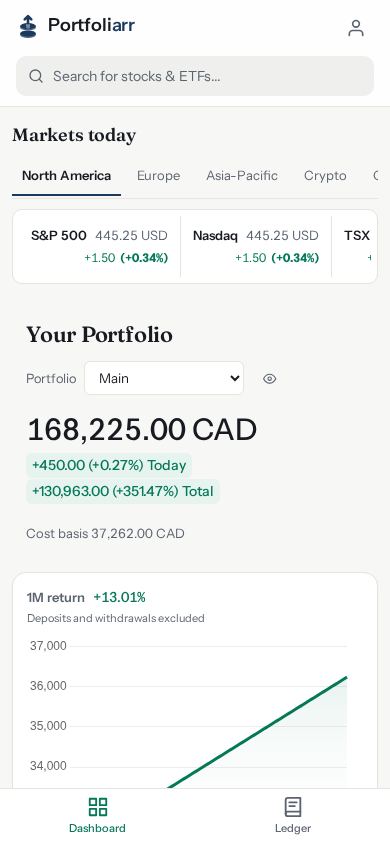 Portfoliarr
Search for stocks & ETFs...
Markets today
North America Europe Asia-Pacific Crypto
S&P 500 445.25 USD Nasdaq 445.25 USD TSX
+1.50 (+0.34%) +1.50 (+0.34%)
Your Portfolio
Portfolio Main
168,225.00 CAD
+450.00 (+0.27%) Today
+130,963.00 (+351.47%) Total
Cost basis 37,262.00 CAD
1M return +13.01%
Deposits and withdrawals excluded
37,000
36,000
35,000
34,000
Dashboard Ledger